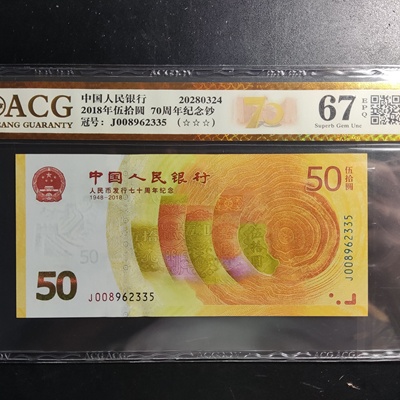 ACG
ANG GUARANTY
中国人民银行 20280324
2018年伍拾圆 70周年纪念钞
冠号: J008962335 (☆☆☆)
70
67
EPQ
Superb Gem Unc
中国人民银行
人民币发行七十周年纪念
1948-2018
50
伍拾圆
J008962335
50
50
J008962335